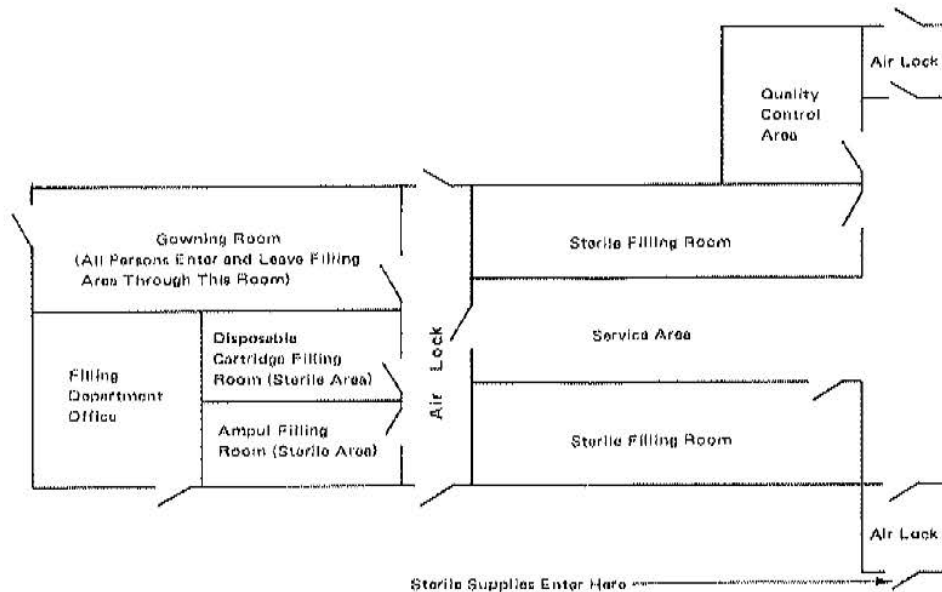 Air Lock
Quality
Control
Area
Gowning Room
(All Persons Enter and Leave Filling
Area Through This Room)
Sterile Filling Room
Disposable
Cartridge Filling
Room (Sterile Area)
Service Area
Filling
Department
Office
Air Lock
Ampul Filling
Room (Sterile Area)
Sterile Filling Room
Air Lock
Sterile Supplies Enter Here